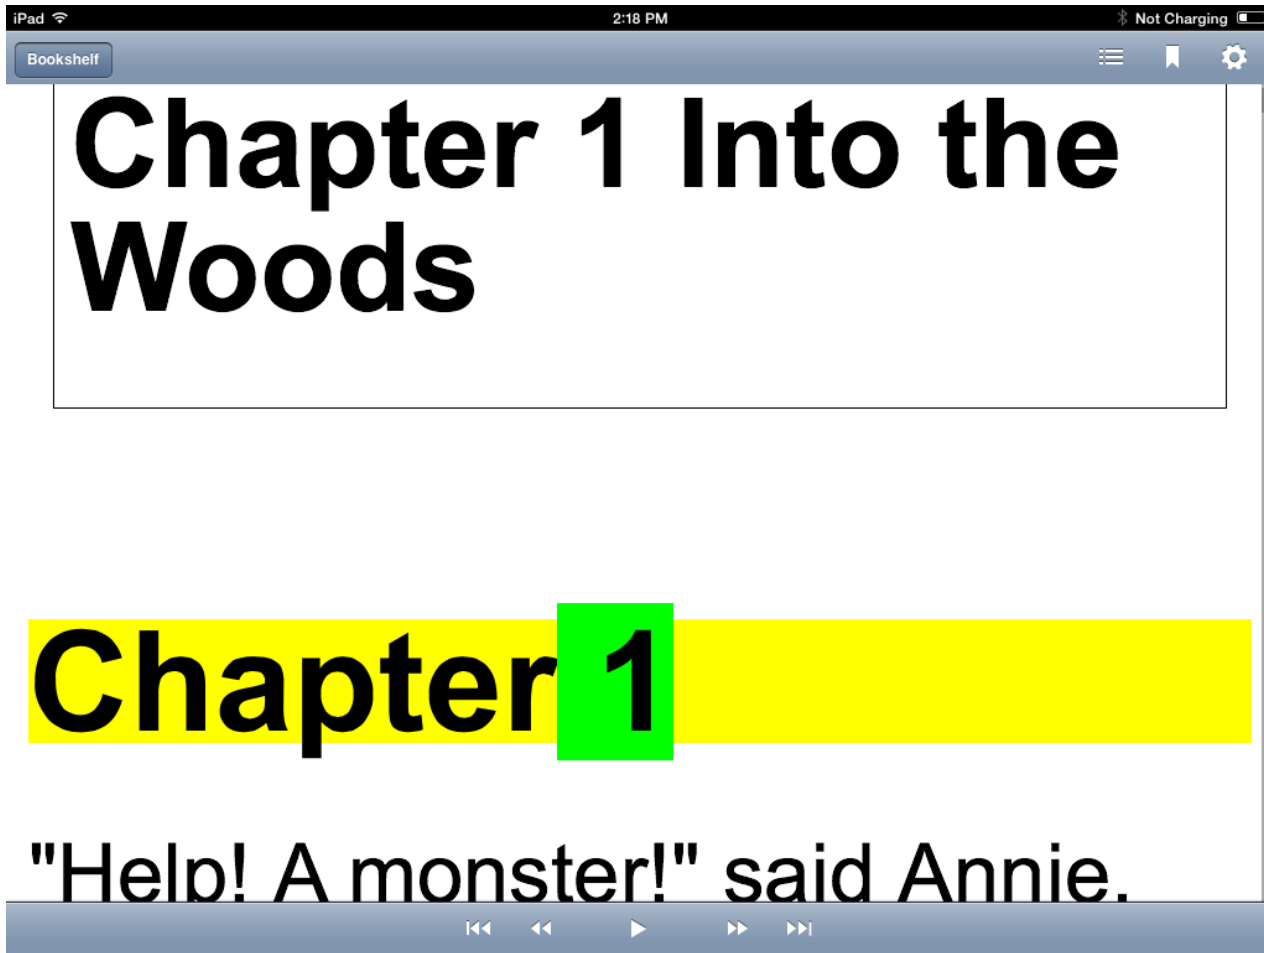 iPad 2:18 PM Not Charging
Bookshelf
Chapter 1 Into the
Woods
Chapter 1
"Help! A monster!" said Annie.